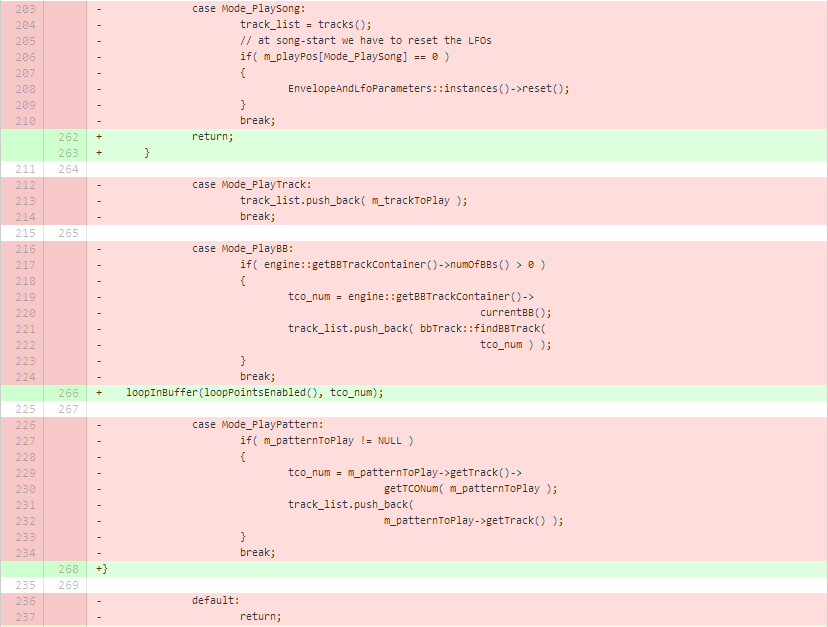 203 - case Mode_PlaySong:
204 - track_list = tracks();
205 - // at song-start we have to reset the LFOs
206 - if( m_playPos[Mode_PlaySong] == 0 )
207 - {
208 - EnvelopeAndLfoParameters::instances()->reset();
209 - }
210 - break;
262 + return;
263 + }
211 264
212 - case Mode_PlayTrack:
213 - track_list.push_back( m_trackToPlay );
214 - break;
215 265
216 - case Mode_PlayBB:
217 - if( engine::getBBTrackContainer()->numOfBBs() > 0 )
218 - {
219 - tco_num = engine::getBBTrackContainer()->
220 - currentBB();
221 - track_list.push_back( bbTrack::findBBTrack(
222 - tco_num ) );
223 - }
224 - break;
266 + loopInBuffer(loopPointsEnabled(), tco_num);
225 267
226 - case Mode_PlayPattern:
227 - if( m_patternToPlay != NULL )
228 - {
229 - tco_num = m_patternToPlay->getTrack()->
230 - getTCONum( m_patternToPlay );
231 - track_list.push_back(
232 - m_patternToPlay->getTrack() );
233 - }
234 - break;
268 +}
235 269
236 - default:
237 - return;